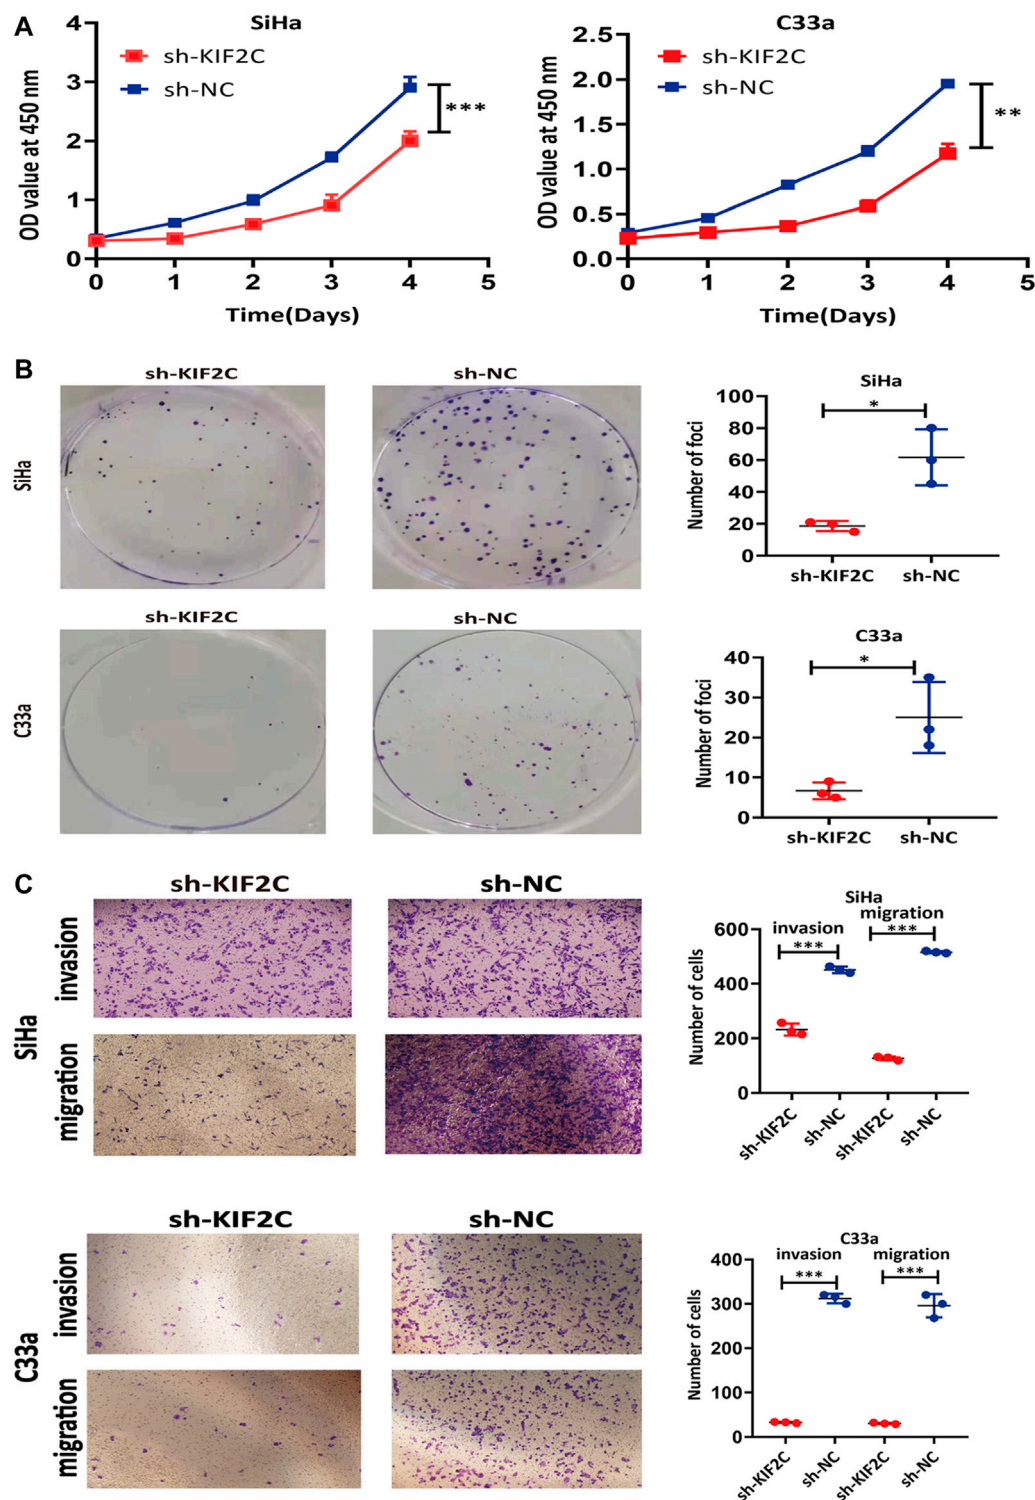 A
SiHa
sh-KIF2C
sh-NC
OD value at 450 nm
4
3
2
1
0
***
0 1 2 3 4 5
Time(Days)
C33a
sh-KIF2C
sh-NC
OD value at 450 nm
2.5
2.0
1.5
1.0
0.5
0.0
**
0 1 2 3 4 5
Time(Days)
B
sh-KIF2C sh-NC
SiHa
SiHa
Number of foci
100
80
60
40
20
0
*
sh-KIF2C sh-NC
sh-KIF2C sh-NC
C33a
C33a
Number of foci
40
30
20
10
0
*
sh-KIF2C sh-NC
C
sh-KIF2C sh-NC
SiHa
invasion
migration
SiHa
invasion migration
*** ***
Number of cells
600
400
200
0
sh-KIF2C sh-NC sh-KIF2C sh-NC
sh-KIF2C sh-NC
C33a
invasion
migration
C33a
invasion migration
*** ***
Number of cells
400
300
200
100
0
sh-KIF2C sh-NC sh-KIF2C sh-NC